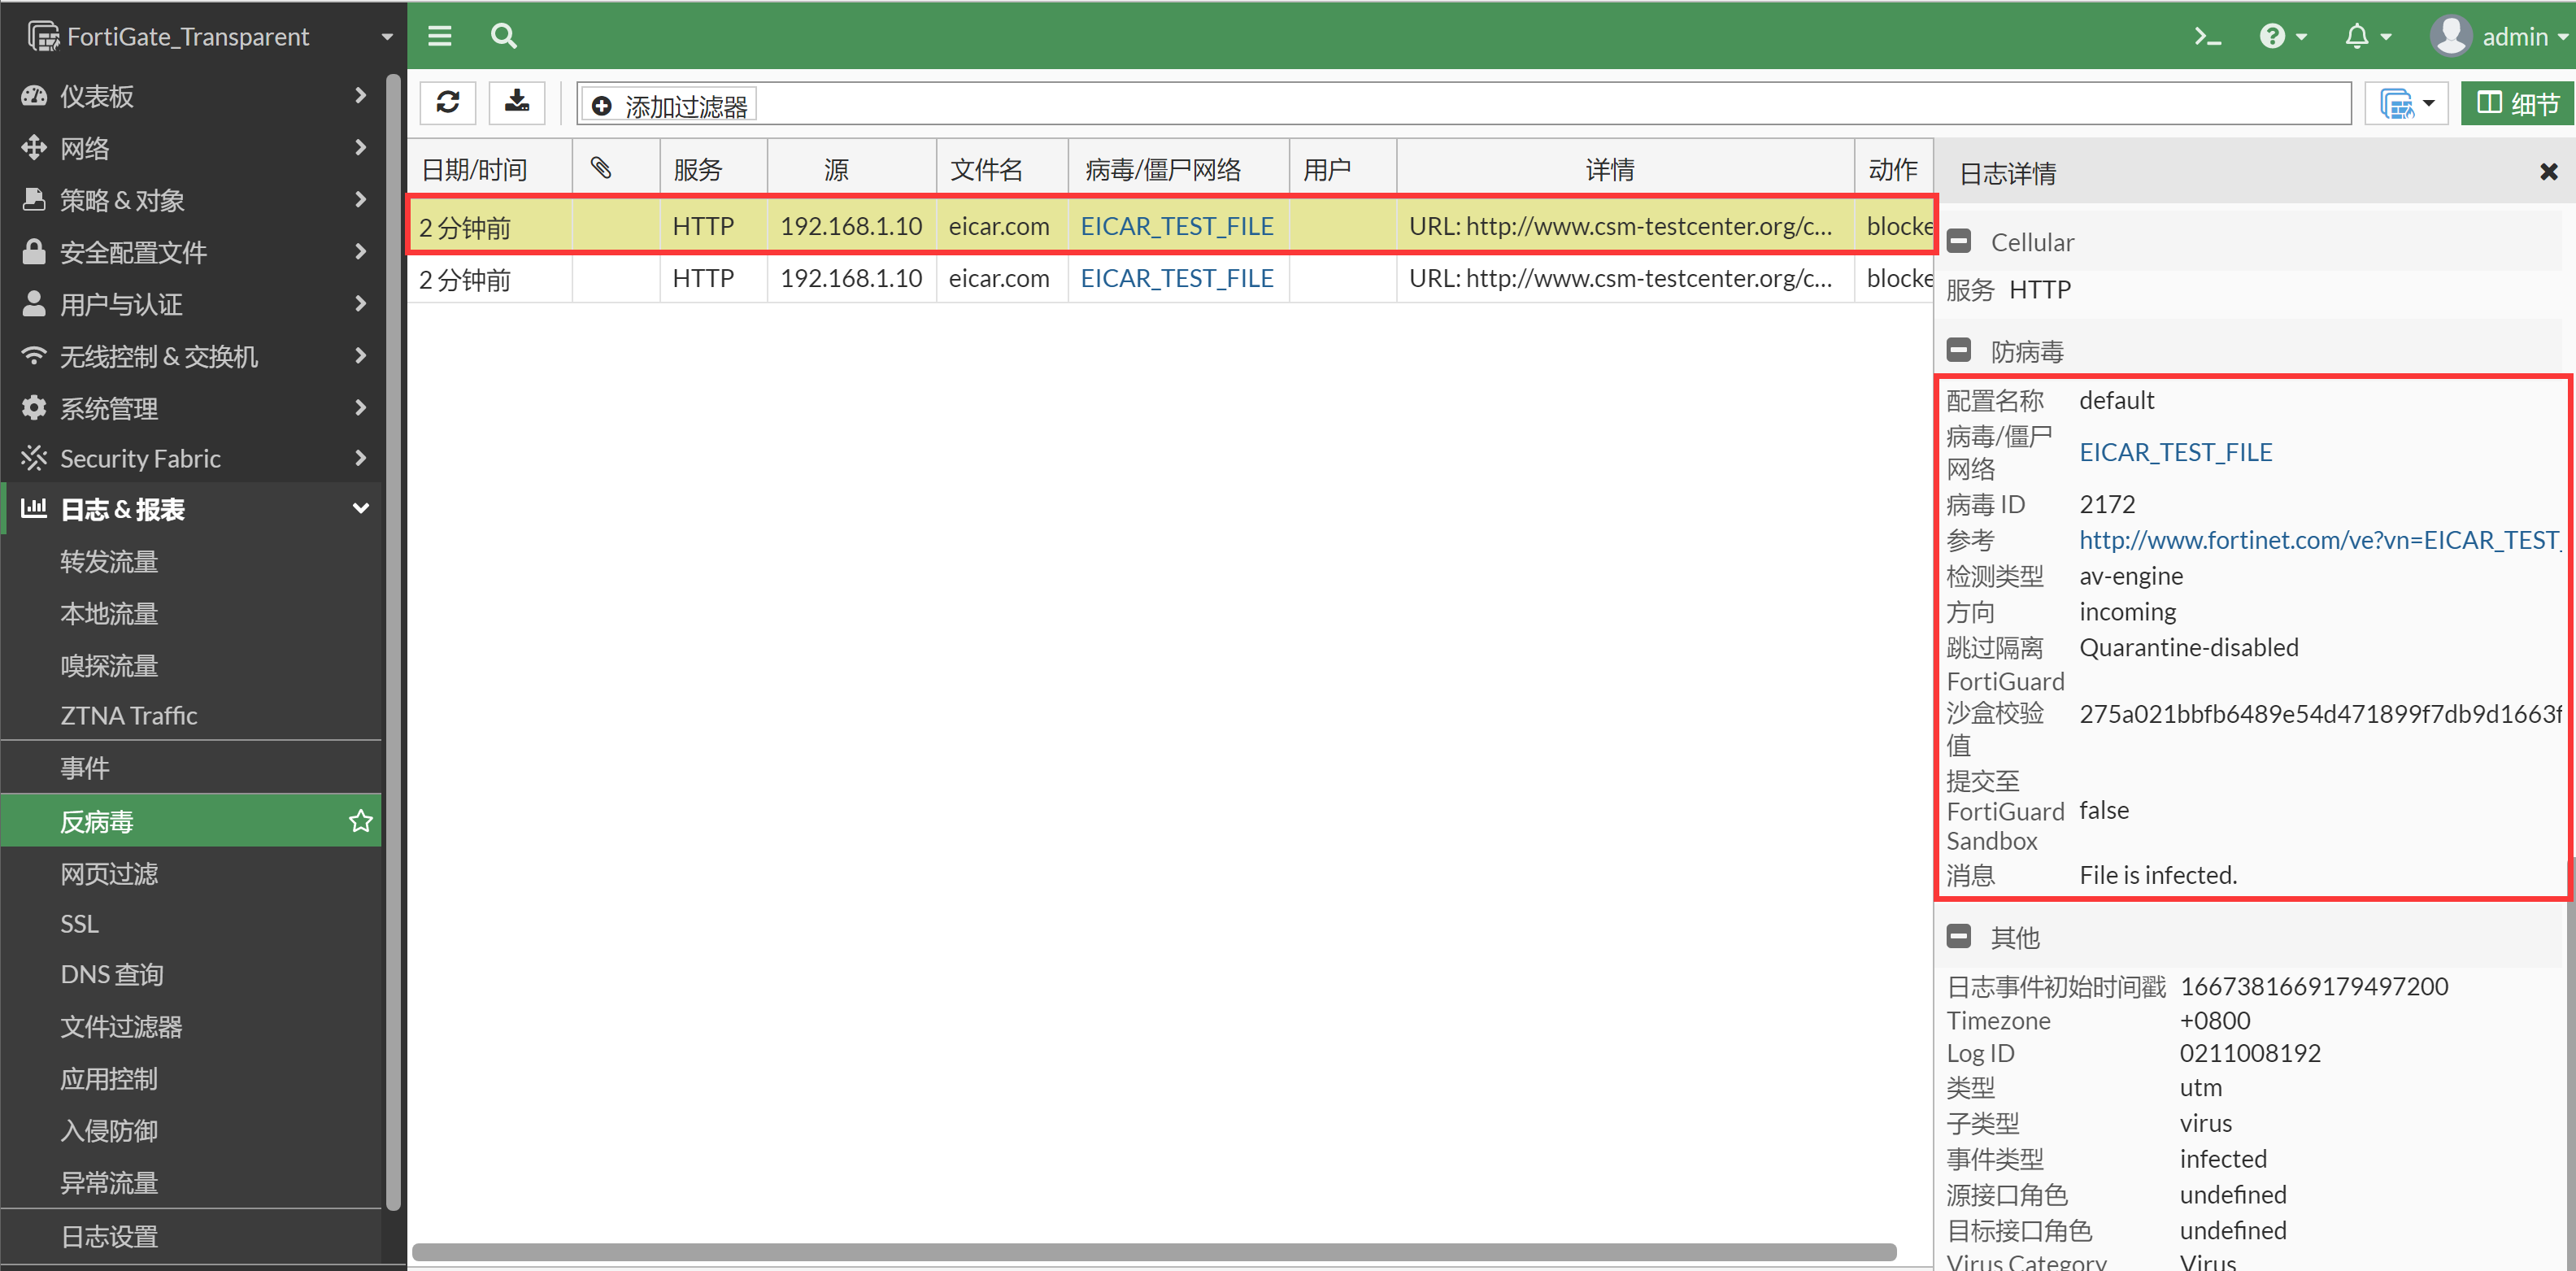 FortiGate_Transparent
admin
仪表板
网络
策略 & 对象
安全配置文件
用户与认证
无线控制 & 交换机
系统管理
Security Fabric
日志 & 报表
转发流量
本地流量
嗅探流量
ZTNA Traffic
事件
反病毒
网页过滤
SSL
DNS 查询
文件过滤器
应用控制
入侵防御
异常流量
日志设置
添加过滤器
细节
日期/时间 服务 源 文件名 病毒/僵尸网络 用户 详情 动作
2 分钟前 HTTP 192.168.1.10 eicar.com EICAR_TEST_FILE URL: http://www.csm-testcenter.org/c... blocke
2 分钟前 HTTP 192.168.1.10 eicar.com EICAR_TEST_FILE URL: http://www.csm-testcenter.org/c... blocke
日志详情
Cellular
服务 HTTP
防病毒
配置名称 default
病毒/僵尸
网络 EICAR_TEST_FILE
病毒 ID 2172
参考 http://www.fortinet.com/ve?vn=EICAR_TEST_
检测类型 av-engine
方向 incoming
跳过隔离 Quarantine-disabled
FortiGuard
沙盒校验 275a021bbfb6489e54d471899f7db9d1663f
值
提交至
FortiGuard false
Sandbox
消息 File is infected.
其他
日志事件初始时间戳 1667381669179497200
Timezone +0800
Log ID 0211008192
类型 utm
子类型 virus
事件类型 infected
源接口角色 undefined
目标接口角色 undefined
Virus Category Virus